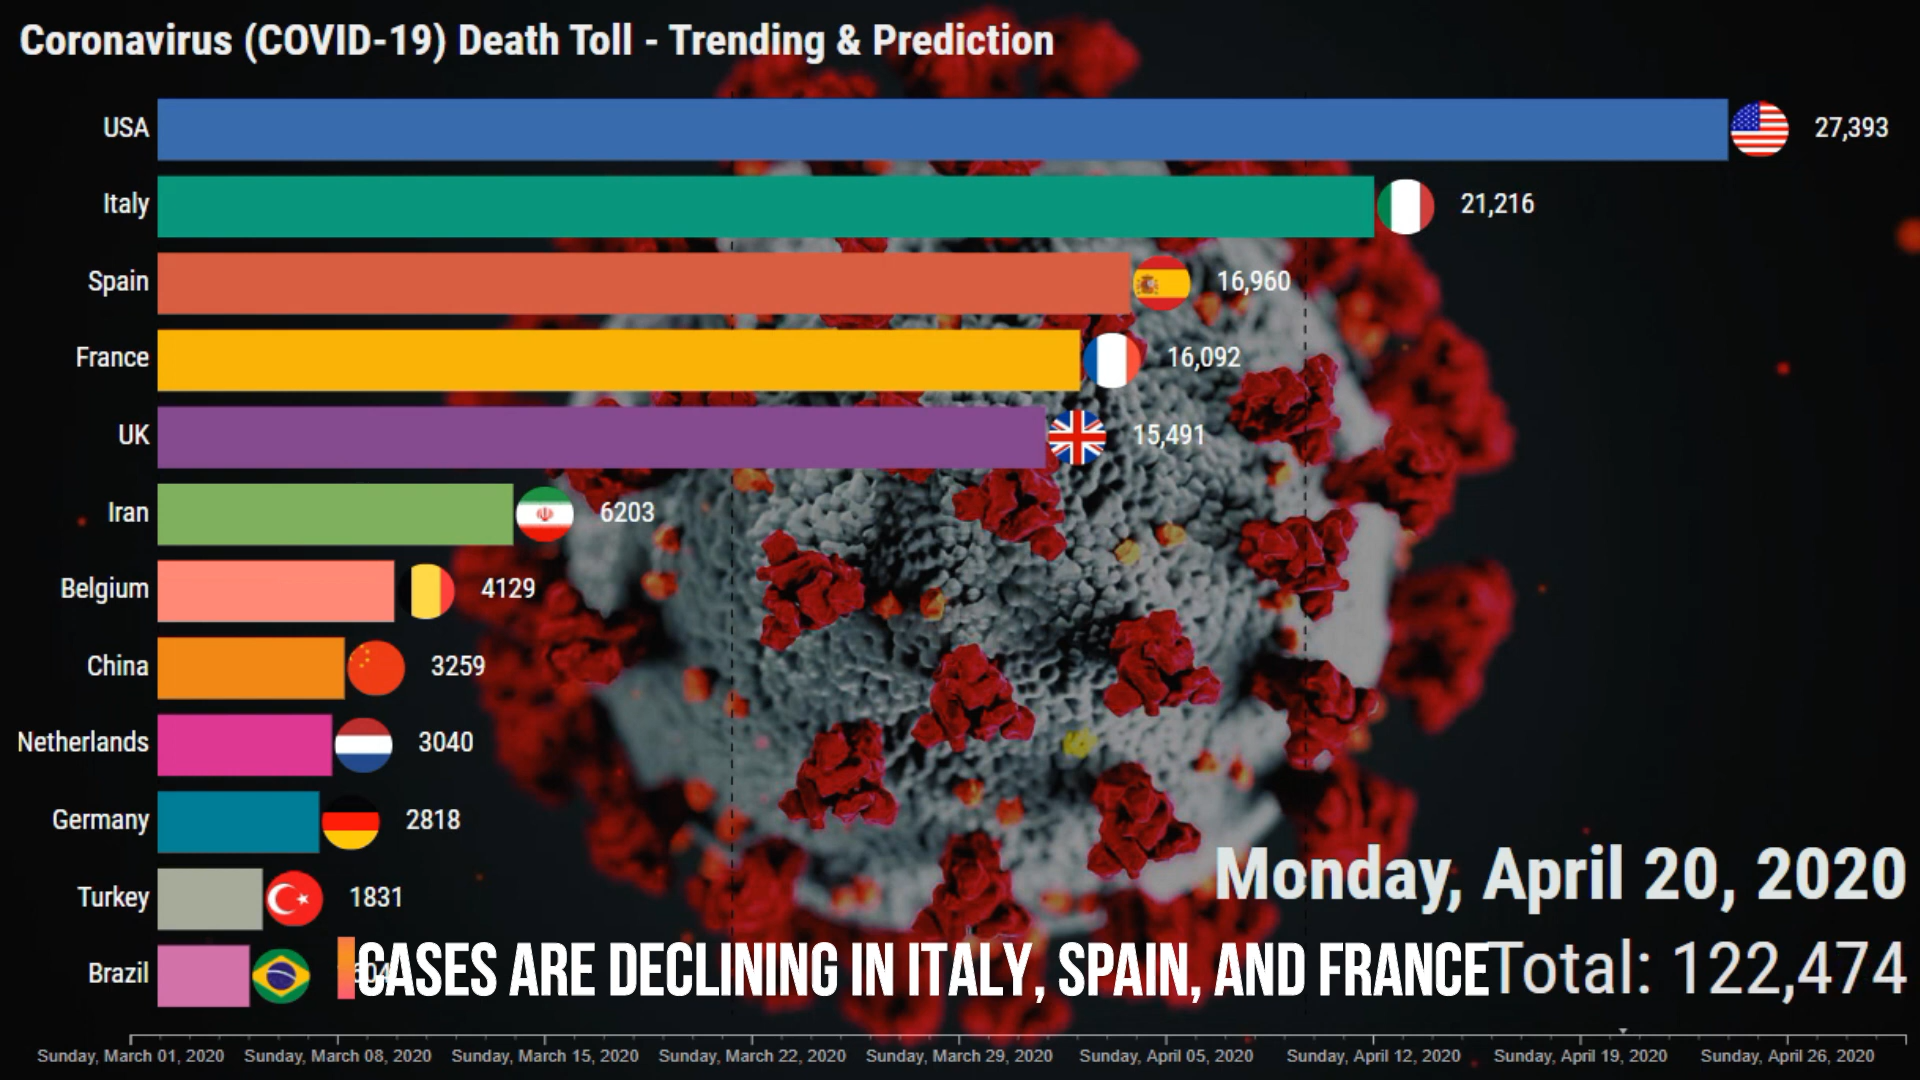 Coronavirus (COVID-19) Death Toll - Trending & Prediction
USA 27,393
Italy 21,216
Spain 16,960
France 16,092
UK 15,491
Iran 6203
Belgium 4129
China 3259
Netherlands 3040
Germany 2818
Turkey 1831
Brazil
Monday, April 20, 2020
CASES ARE DECLINING IN ITALY, SPAIN, AND FRANCE
Total: 122,474
Sunday, March 01, 2020 Sunday, March 08, 2020 Sunday, March 15, 2020 Sunday, March 22, 2020 Sunday, March 29, 2020 Sunday, April 05, 2020 Sunday, April 12, 2020 Sunday, April 19, 2020 Sunday, April 26, 2020